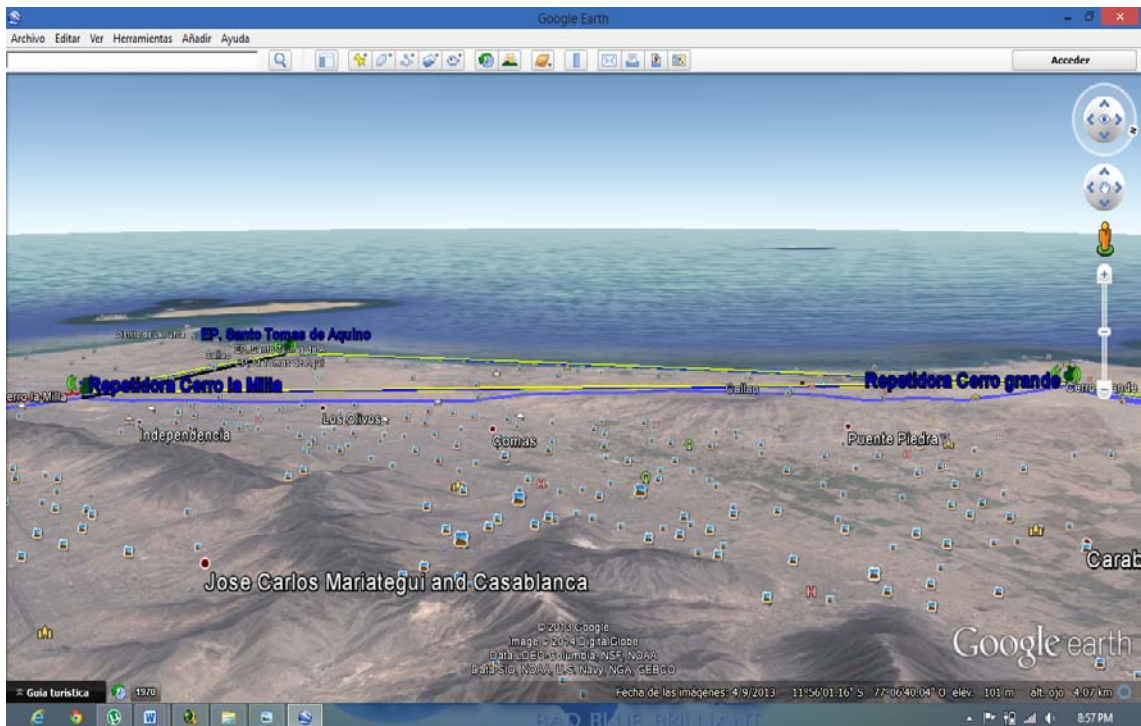 Google Earth
Archivo Editar Ver Herramientas Añadir Ayuda
Acceder
EP. Santo Tomas de Aquino
Repetidora Cerro la Milla
Repetidora Cerro grande
Callao
Independencia
Los Olivos
Comas
Puente Piedra
Jose Carlos Mariategui and Casablanca
Carab
© 2013 Google
Image © 2014 DigitalGlobe
Data LDEO-Columbia, NSF, NOAA
Data SIO, NOAA, U.S. Navy, NGA, GEBCO
Google earth
Guía turística
1970
Fecha de las imágenes: 4/9/2013 11°56'01.16" S 77°06'40.04" O elev. 101 m alt. ojo 4.07 km
RAD BLUE BRILLIANT
8:57 PM